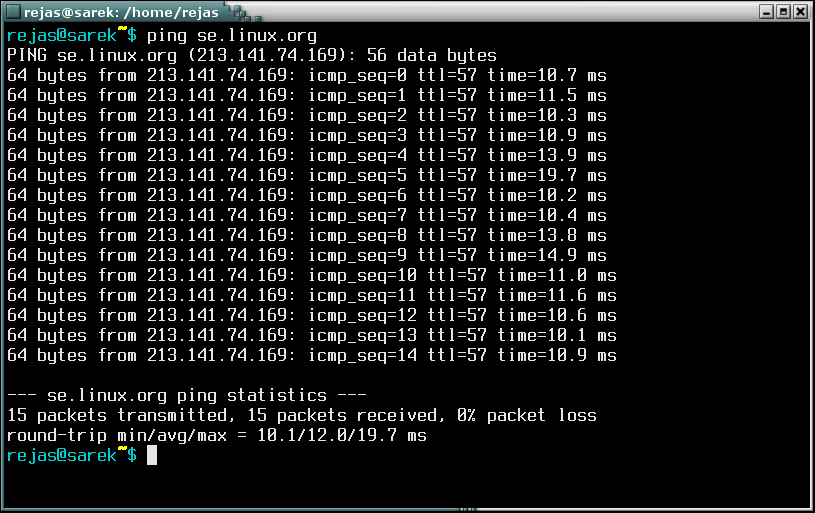 rejas@sarek: /home/rejas
rejas@sarek~$ ping se.linux.org
PING se.linux.org (213.141.74.169): 56 data bytes
64 bytes from 213.141.74.169: icmp_seq=0 ttl=57 time=10.7 ms
64 bytes from 213.141.74.169: icmp_seq=1 ttl=57 time=11.5 ms
64 bytes from 213.141.74.169: icmp_seq=2 ttl=57 time=10.3 ms
64 bytes from 213.141.74.169: icmp_seq=3 ttl=57 time=10.9 ms
64 bytes from 213.141.74.169: icmp_seq=4 ttl=57 time=13.9 ms
64 bytes from 213.141.74.169: icmp_seq=5 ttl=57 time=19.7 ms
64 bytes from 213.141.74.169: icmp_seq=6 ttl=57 time=10.2 ms
64 bytes from 213.141.74.169: icmp_seq=7 ttl=57 time=10.4 ms
64 bytes from 213.141.74.169: icmp_seq=8 ttl=57 time=13.8 ms
64 bytes from 213.141.74.169: icmp_seq=9 ttl=57 time=14.9 ms
64 bytes from 213.141.74.169: icmp_seq=10 ttl=57 time=11.0 ms
64 bytes from 213.141.74.169: icmp_seq=11 ttl=57 time=11.6 ms
64 bytes from 213.141.74.169: icmp_seq=12 ttl=57 time=10.6 ms
64 bytes from 213.141.74.169: icmp_seq=13 ttl=57 time=10.1 ms
64 bytes from 213.141.74.169: icmp_seq=14 ttl=57 time=10.9 ms
--- se.linux.org ping statistics ---
15 packets transmitted, 15 packets received, 0% packet loss
round-trip min/avg/max = 10.1/12.0/19.7 ms
rejas@sarek~$